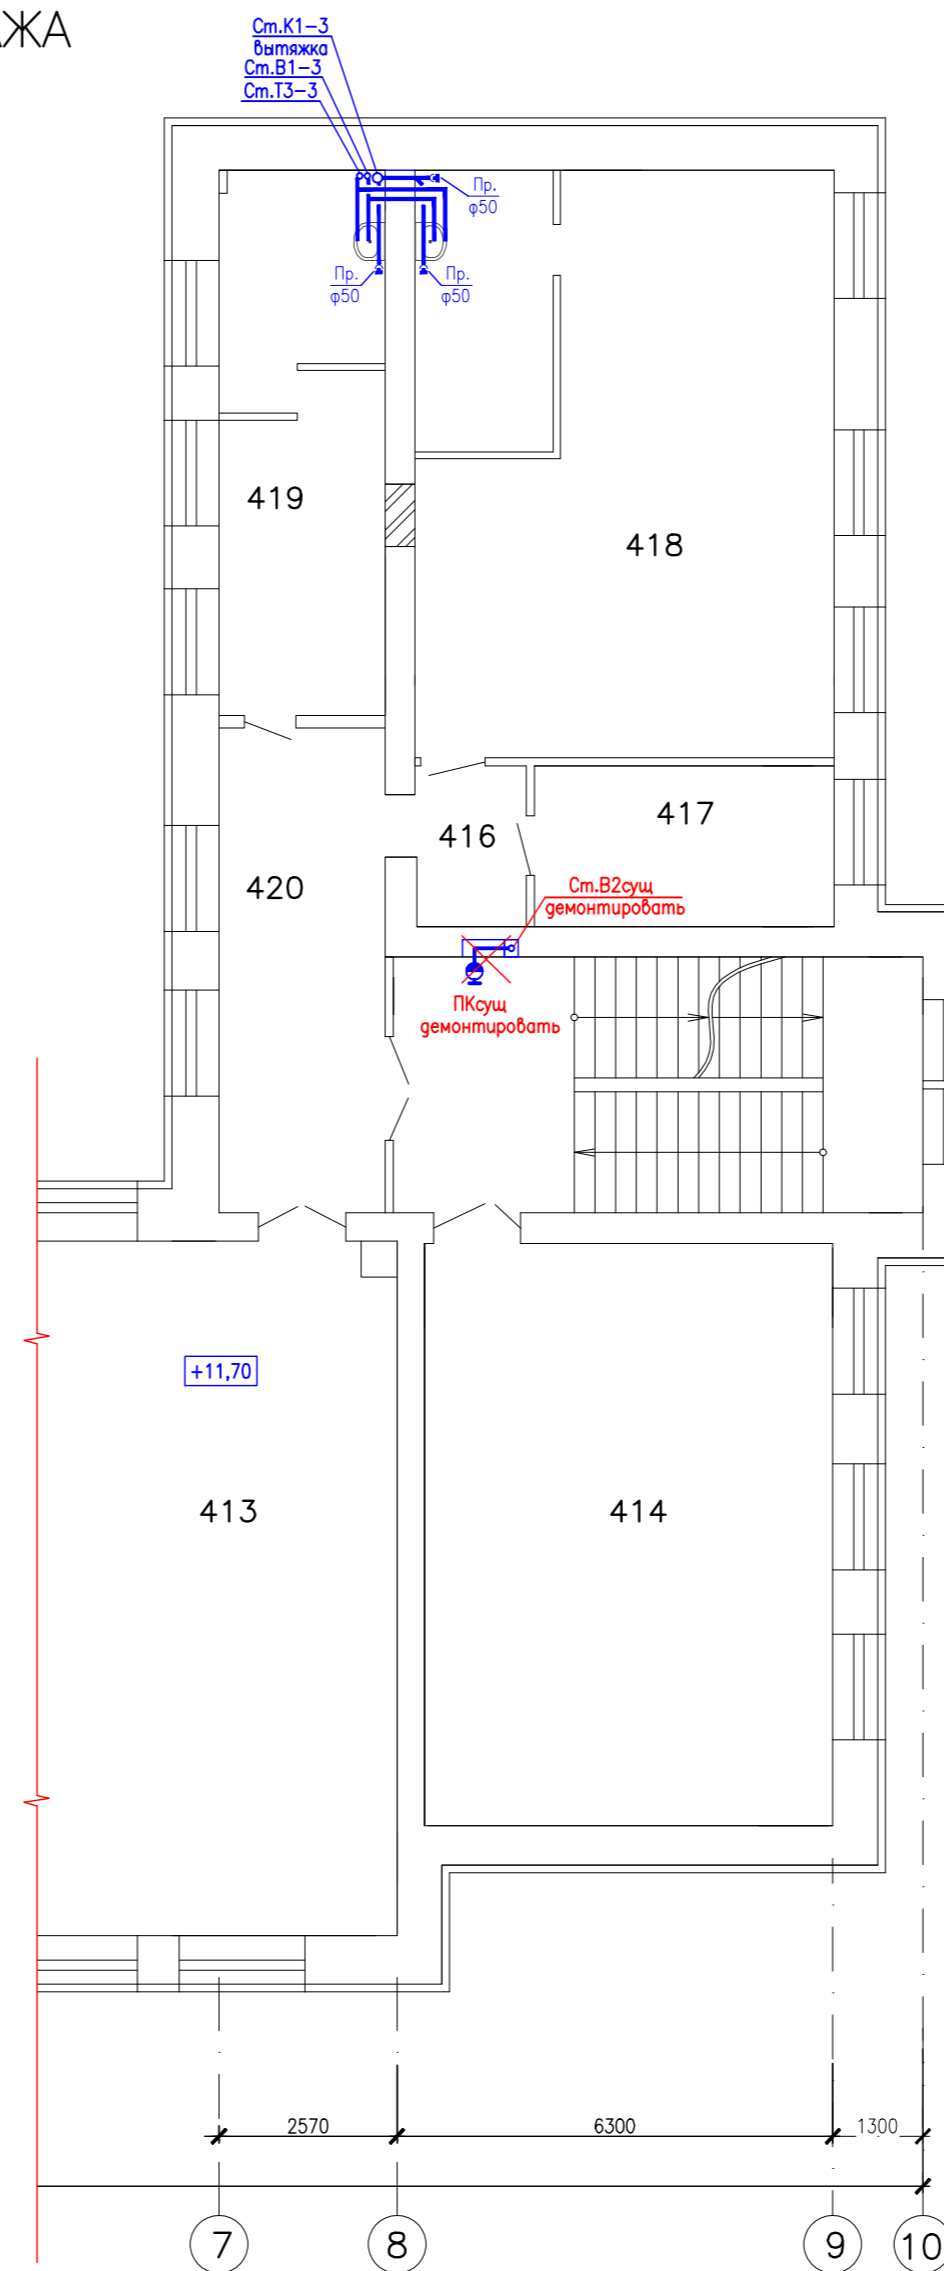 АЖА
Ст.К1-3
вытяжка
Ст.В1-3
Ст.Т3-3
Пр.
φ50
Пр.
φ50
Пр.
φ50
419
418
417
416
420
Ст.В2сущ
демонтировать
ПКсущ
демонтировать
+11,70
413
414
2570
6300
1300
7
8
9
10